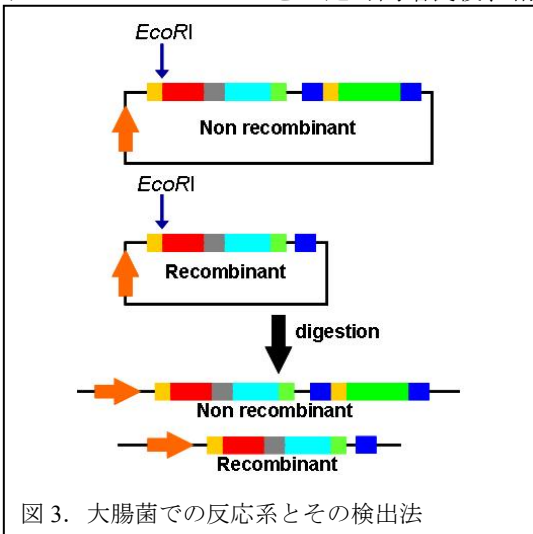 EcoRI
Non recombinant
EcoRI
Recombinant
digestion
Non recombinant
Recombinant
図 3. 大腸菌での反応系とその検出法